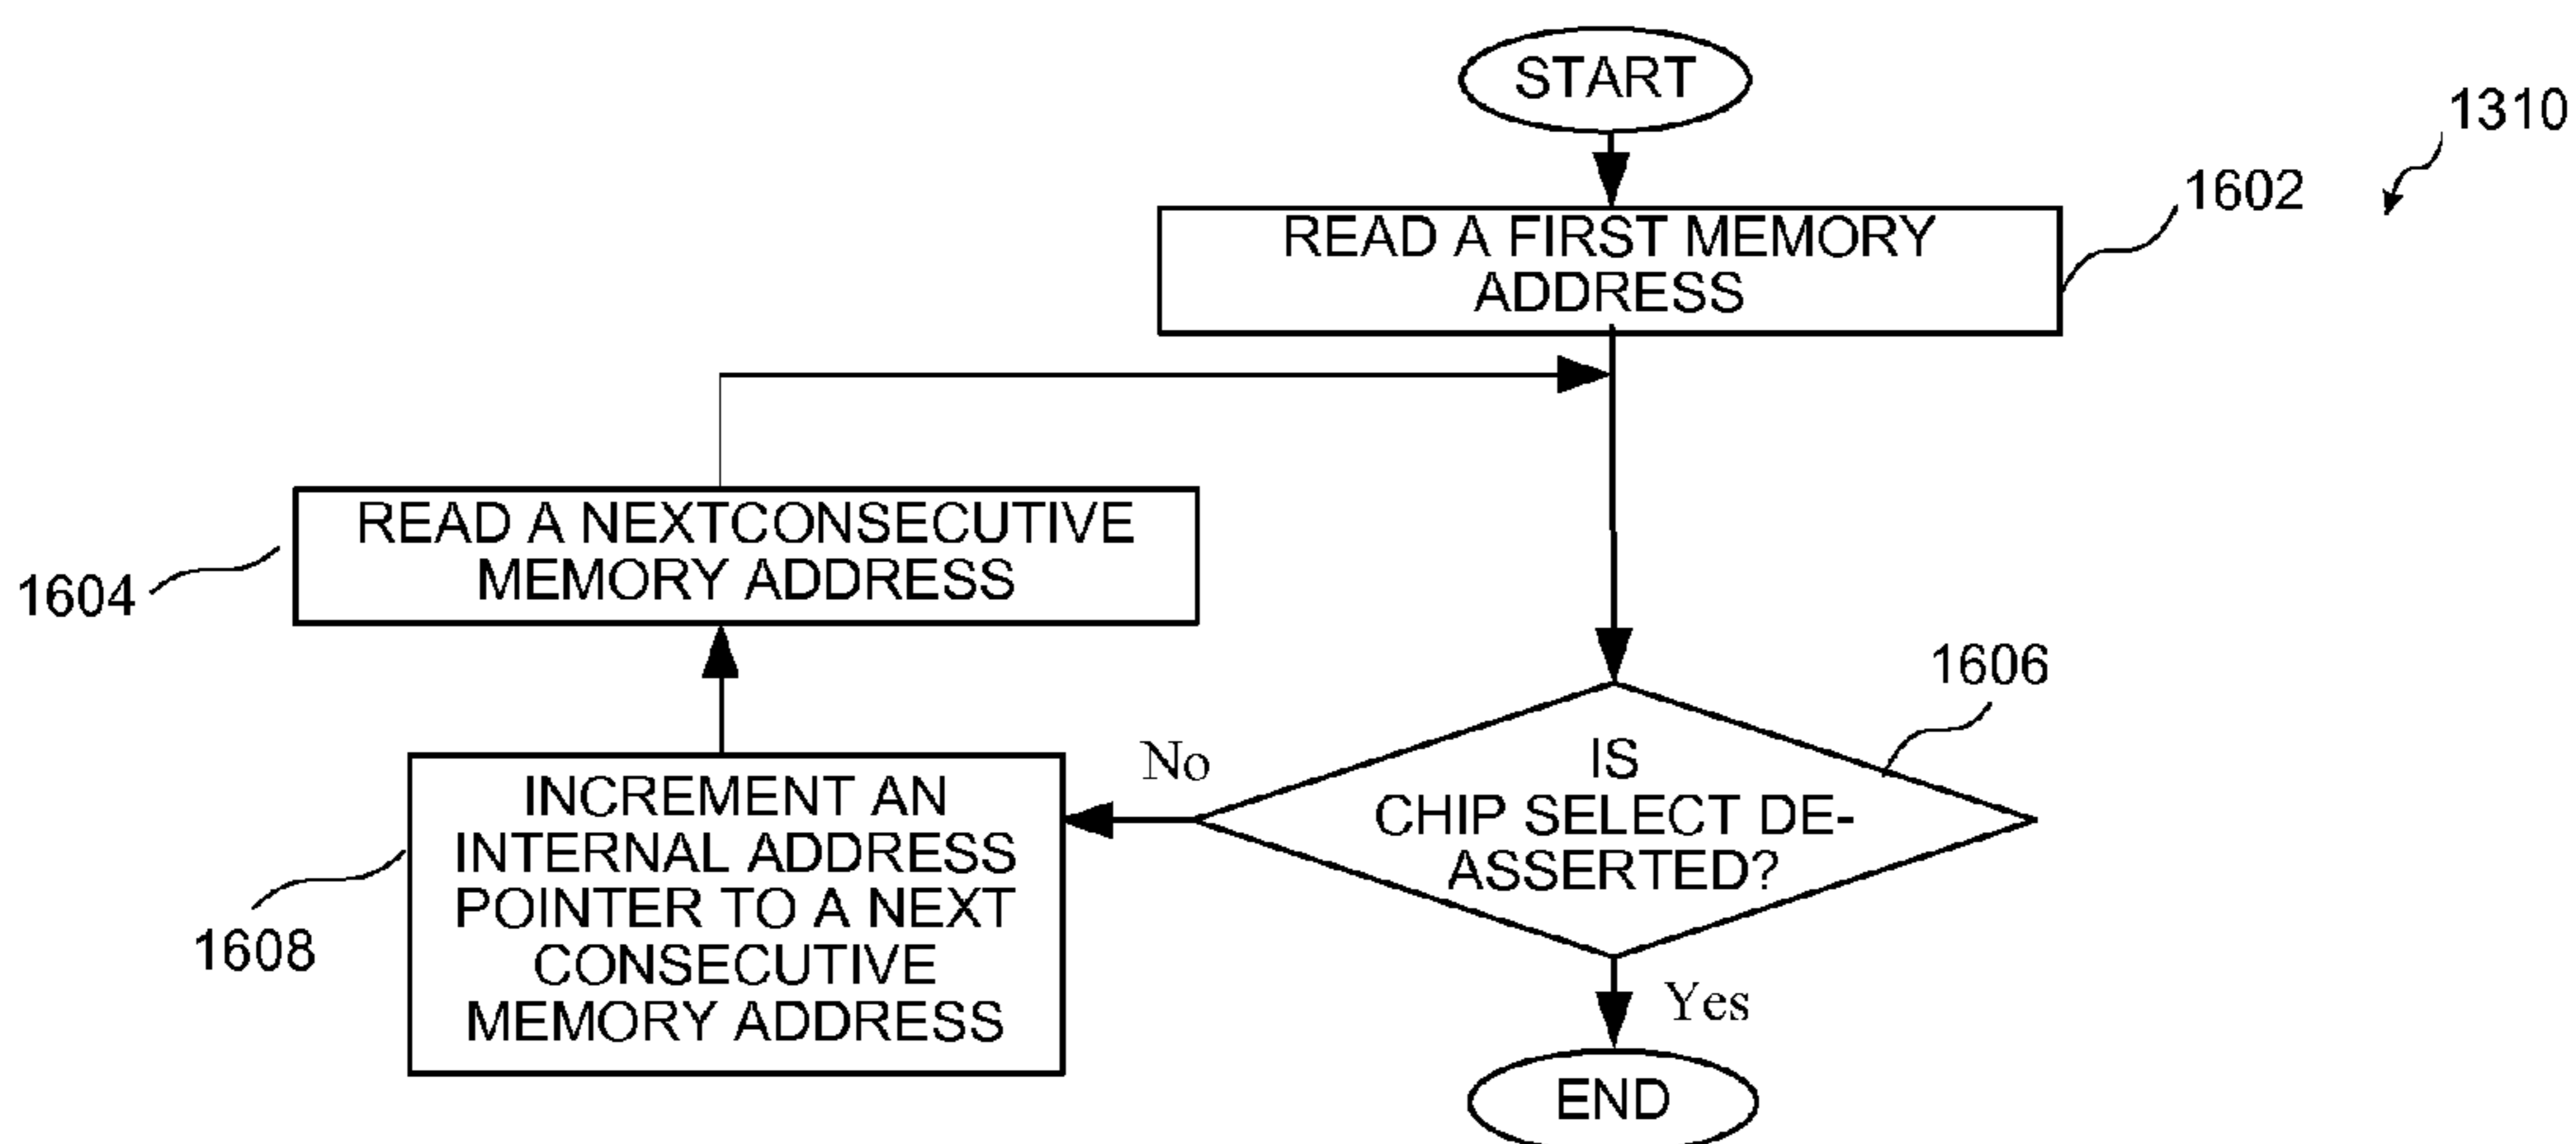 START
1310
1602
READ A FIRST MEMORY
ADDRESS
READ A NEXTCONSECUTIVE
MEMORY ADDRESS
1604
1606
IS
CHIP SELECT DE-
ASSERTED?
No
INCREMENT AN
INTERNAL ADDRESS
POINTER TO A NEXT
CONSECUTIVE
MEMORY ADDRESS
1608
Yes
END